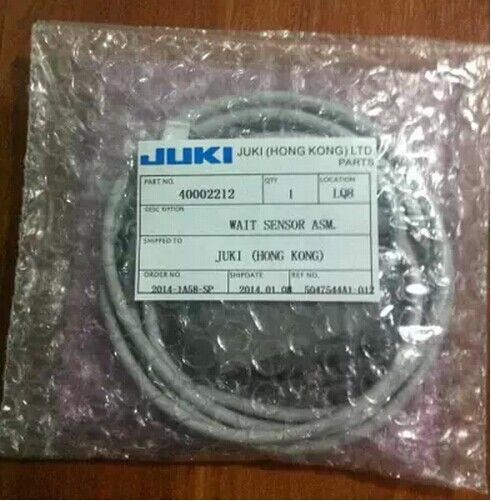 JUKI JUKI (HONG KONG) LTD
PARTS
PART NO. QTY LOCATION
40002212 1 LQ8
DESCRIPTION
WAIT SENSOR ASM.
SHIPPED TO
JUKI (HONG KONG)
ORDER NO. SHIPDATE REF NO.
2014-1A58-SP 2014.01.08 5047544A1-012